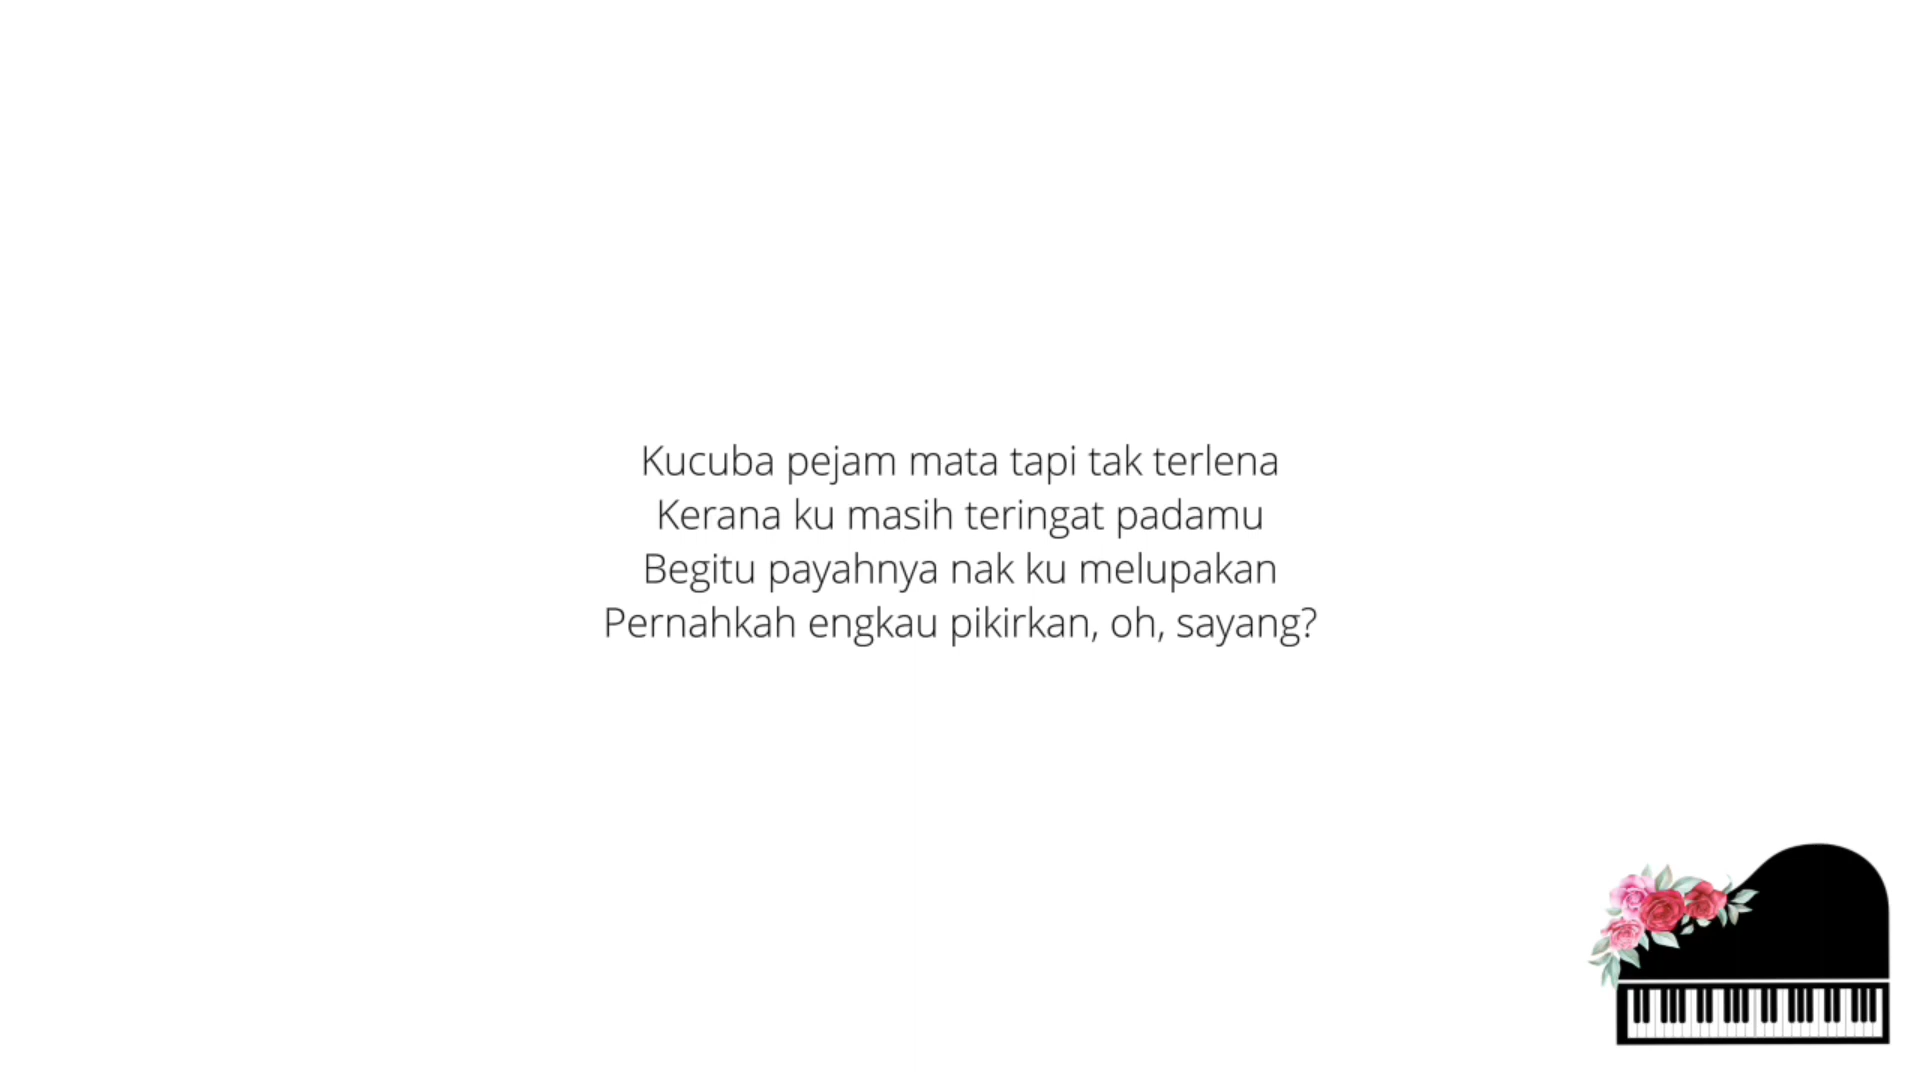 Kucuba pejam mata tapi tak terlena
Kerana ku masih teringat padamu
Begitu payahnya nak ku melupakan
Pernahkah engkau pikirkan, oh, sayang?